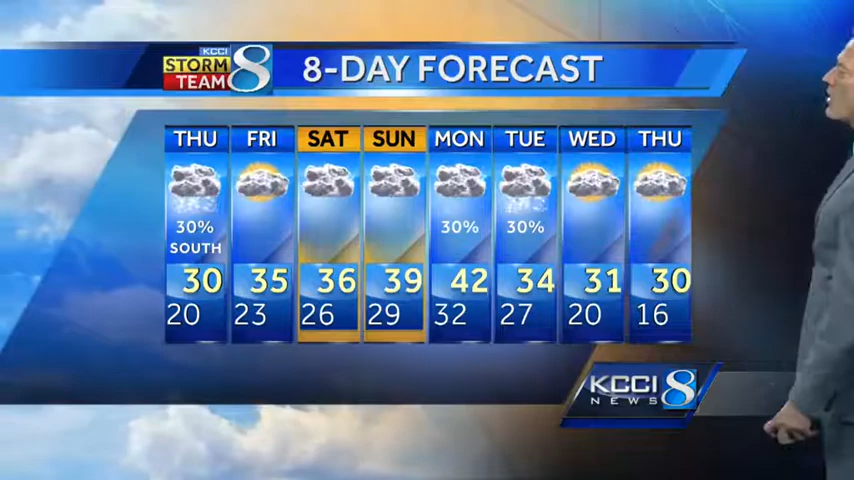 KCCI
STORM
TEAM 8
8-DAY FORECAST
THU FRI SAT SUN MON TUE WED THU
30% 30% 30%
SOUTH
30 35 36 39 42 34 31 30
20 23 26 29 32 27 20 16
KCCI 8
NEWS